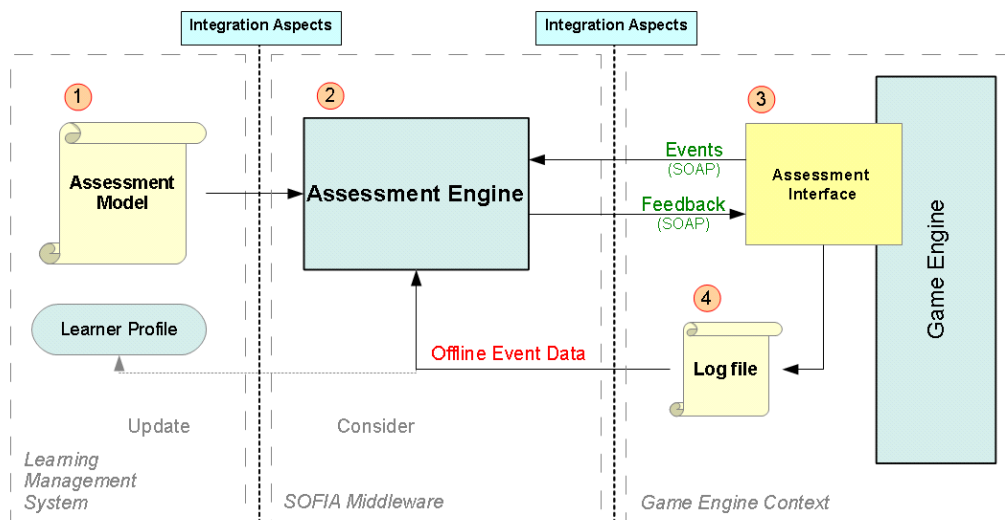 Integration Aspects
Integration Aspects
1
Assessment
Model
Learner Profile
Update
Learning
Management
System
2
Assessment Engine
Events
(SOAP)
Feedback
(SOAP)
Offline Event Data
Consider
SOFIA Middleware
3
Assessment
Interface
Game Engine
4
Log file
Game Engine Context